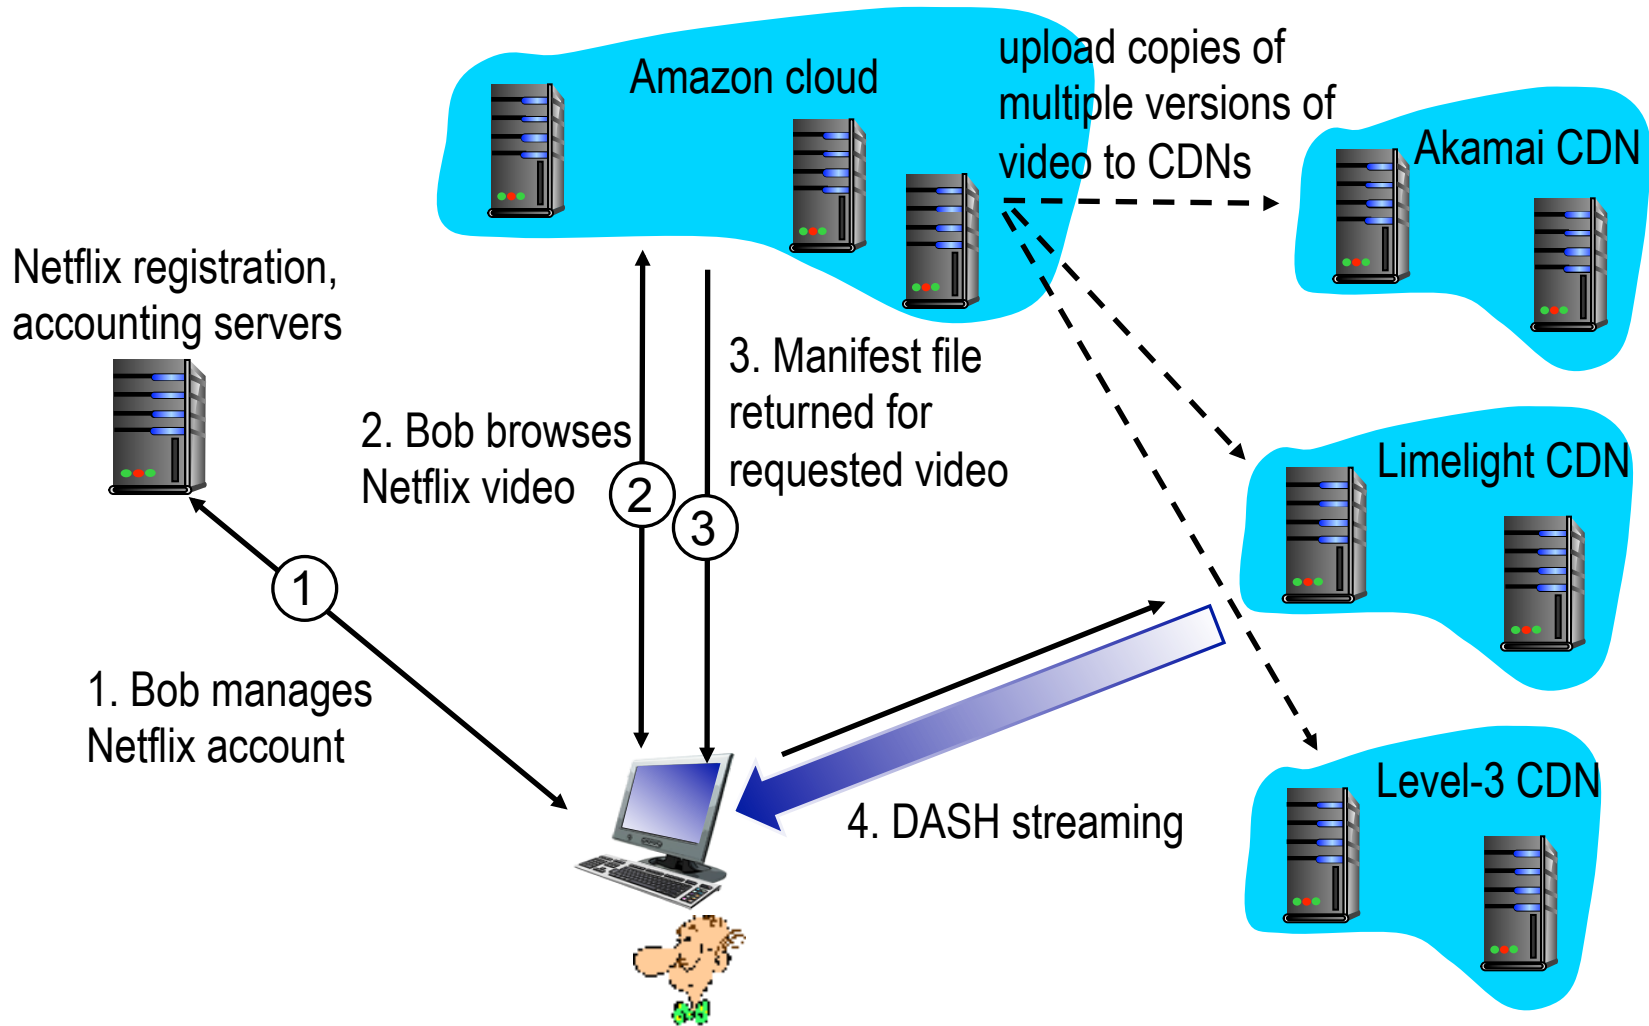 Amazon cloud
upload copies of
multiple versions of
video to CDNs
Akamai CDN
Netflix registration,
accounting servers
3. Manifest file
returned for
requested video
2. Bob browses
Netflix video
2
3
Limelight CDN
1
1. Bob manages
Netflix account
4. DASH streaming
Level-3 CDN